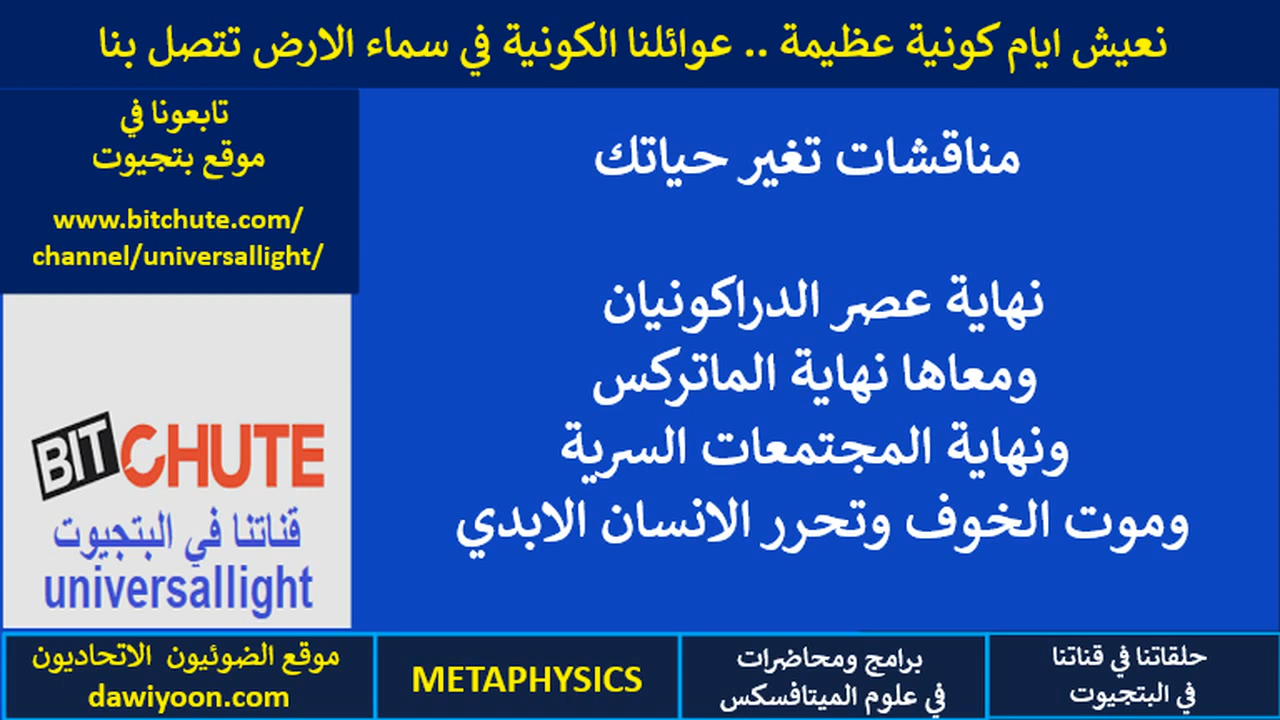 نعيش ايام كونية عظيمة .. عوائلنا الكونية في سماء الارض تتصل بنا
تابعونا في
موقع بتجيوت
www.bitchute.com/
channel/universallight/
مناقشات تغير حياتك
نهاية عصر الدراكونيان
ومعاها نهاية الماتركس
ونهاية المجتمعات السرية
وموت الخوف وتحرر الانسان الابدي
BITCHUTE
قناتنا في البتجيوت
universallight
حلقاتنا في قناتنا
في البتجيوت
برامج ومحاضرات
في علوم الميتافسكس
METAPHYSICS
موقع الضوئيون الاتحاديون
dawiyoon.com